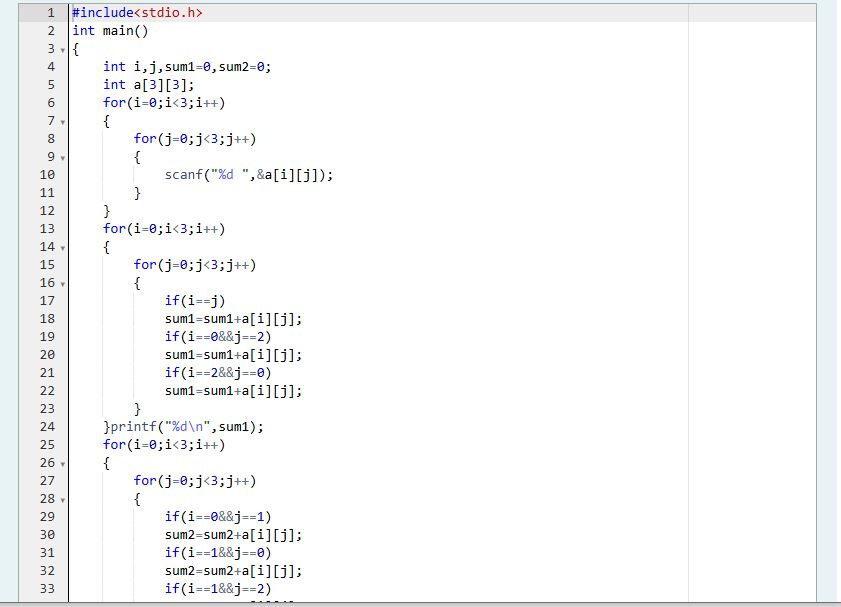 1 #include<stdio.h>
2 int main()
3 {
4 int i,j,sum1=0,sum2=0;
5 int a[3][3];
6 for(i=0;i<3;i++)
7 {
8 for(j=0;j<3;j++)
9 {
10 scanf("%d ",&a[i][j]);
11 }
12 }
13 for(i=0;i<3;i++)
14 {
15 for(j=0;j<3;j++)
16 {
17 if(i==j)
18 sum1=sum1+a[i][j];
19 if(i==0&&j==2)
20 sum1=sum1+a[i][j];
21 if(i==2&&j==0)
22 sum1=sum1+a[i][j];
23 }
24 }printf("%d\n",sum1);
25 for(i=0;i<3;i++)
26 {
27 for(j=0;j<3;j++)
28 {
29 if(i==0&&j==1)
30 sum2=sum2+a[i][j];
31 if(i==1&&j==0)
32 sum2=sum2+a[i][j];
33 if(i==1&&j==2)